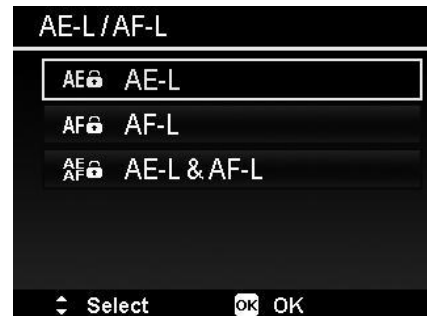 AE-L / AF-L
AE AE-L
AF AF-L
AE AF AE-L & AF-L
Select OK OK